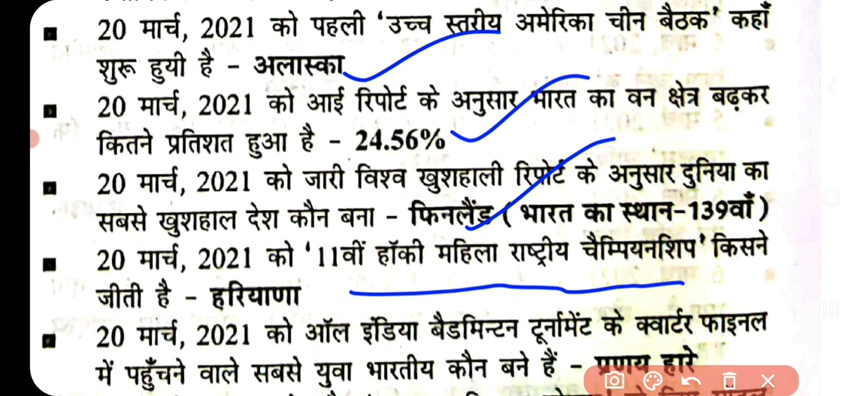 20 मार्च, 2021 को पहली ‘उच्च स्तरीय अमेरिका चीन बैठक’ कहाँ
शुरू हुयी है – अलास्का
20 मार्च, 2021 को आई रिपोर्ट के अनुसार भारत का वन क्षेत्र बढ़कर
कितने प्रतिशत हुआ है – 24.56%
20 मार्च, 2021 को जारी विश्व खुशहाली रिपोर्ट के अनुसार दुनिया का
सबसे खुशहाल देश कौन बना – फिनलैंड ( भारत का स्थान-139वाँ )
20 मार्च, 2021 को ‘11वीं हॉकी महिला राष्ट्रीय चैम्पियनशिप’ किसने
जीती है – हरियाणा
20 मार्च, 2021 को ऑल इंडिया बैडमिन्टन टूर्नामेंट के क्वार्टर फाइनल
में पहुँचने वाले सबसे युवा भारतीय कौन बने हैं – प्रणय हारे